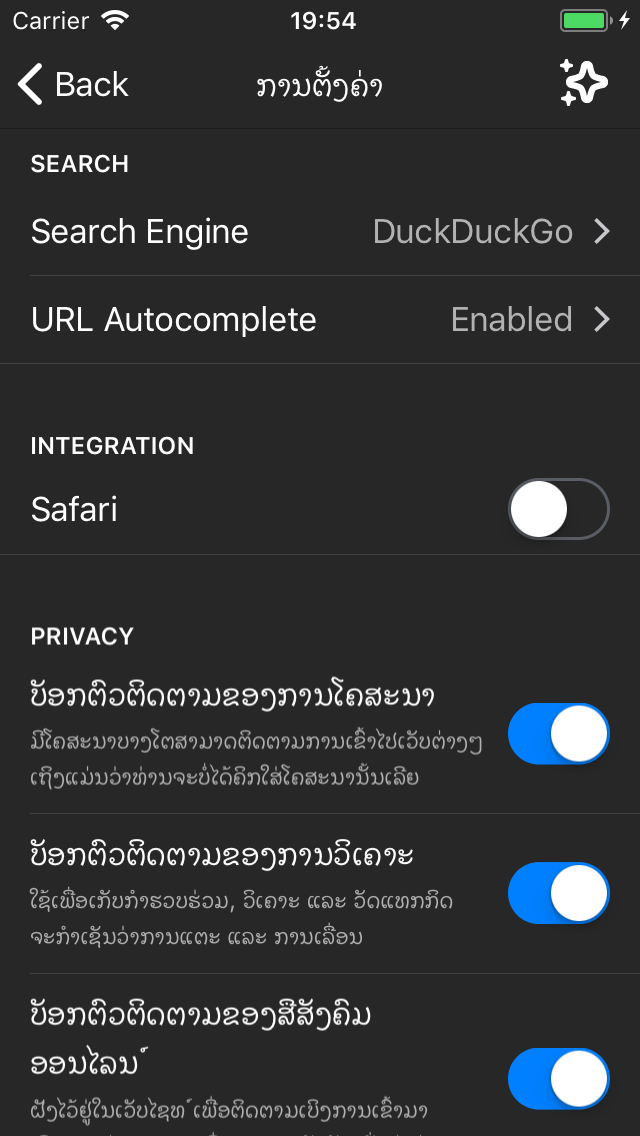 Carrier 19:54
Back ການຕັ້ງຄ່າ
SEARCH
Search Engine DuckDuckGo
URL Autocomplete Enabled
INTEGRATION
Safari
PRIVACY
ບັອກຕົວຕິດຕາມຂອງການໂຄສະນາ
ມີໂຄສະນາບາງໂຕສາມາດຕິດຕາມການເຂົ້າໄປເວັບຕ່າງໆ
ເຖິງແມ່ນວ່າທ່ານຈະບໍ່ໄດ້ຄິກໃສ່ໂຄສະນານັ້ນເລີຍ
ບັອກຕົວຕິດຕາມຂອງການວິເຄາະ
ໃຊ້ເພື່ອເກັບກຳຮວບຮ່ວມ, ວິເຄາະ ແລະ ວັດແທກກິດ
ຈະກຳເຊັນວ່າການແຕະ ແລະ ການເລື່ອນ
ບັອກຕົວຕິດຕາມຂອງສື່ສັງຄົມ
ອອນໄລນ໌
ຝັງໄວ້ຢູ່ໃນເວັບໄຊທ໌ເພື່ອຕິດຕາມເບິງການເຂົ້າມາ